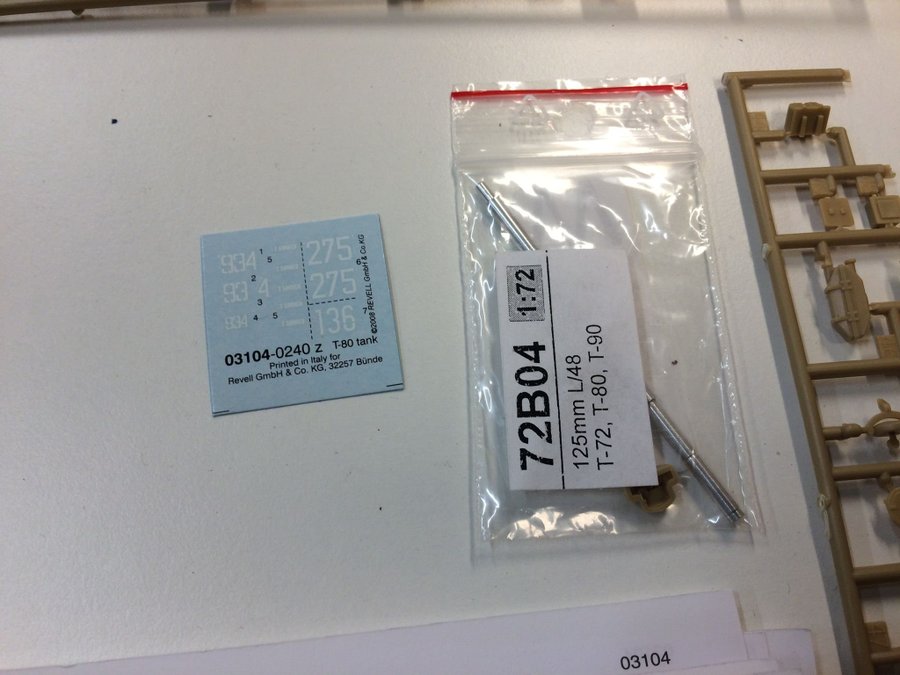 934 1 275 6
5
2
93 4 275
3
934 4 5 136 7
03104-0240 z T-80 tank
Printed in Italy for
Revell GmbH & Co. KG, 32257 Bünde
©2008 REVELL GmbH & Co.KG
1:72
72B04
125mm L/48
T-72, T-80, T-90
03104